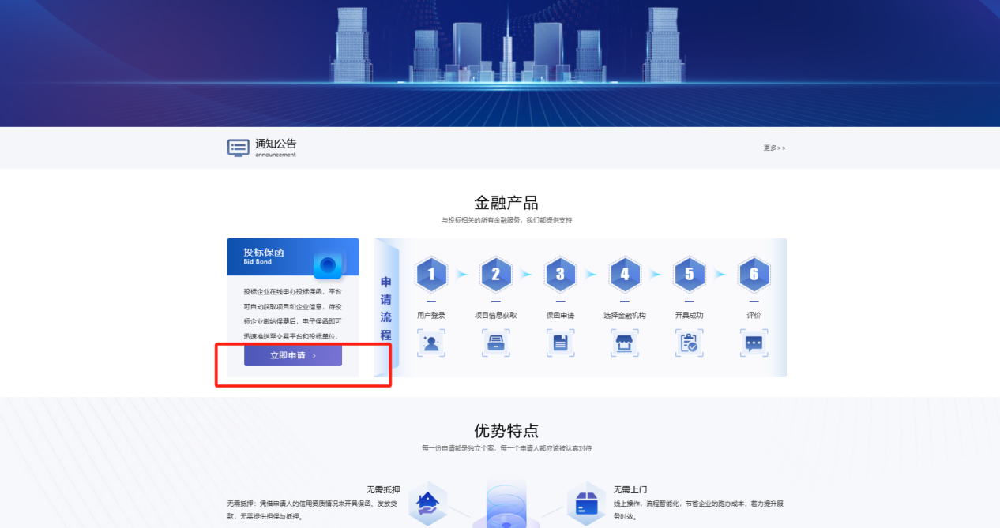 通知公告
announcement
更多>>
金融产品
与投标相关的所有金融服务，我们都提供支持
投标保函
Bid Bond
投标企业在线申办投标保函，平台
可自动获取项目和企业信息，待投
标企业缴纳保费后，电子保函即可
迅速推送至交易平台和投标单位。
立即申请 >
申请流程
1 2 3 4 5 6
用户登录 项目信息获取 保函申请 选择金融机构 开具成功 评价
优势特点
每一份申请都是独立个案，每一个申请人都应该被认真对待
无需抵押
无需抵押：凭借申请人的信用资质情况来开具保函、发放贷
款，无需提供担保与抵押。
无需上门
线上操作，流程智能化，节省企业的跑办成本，着力提升服
务时效。